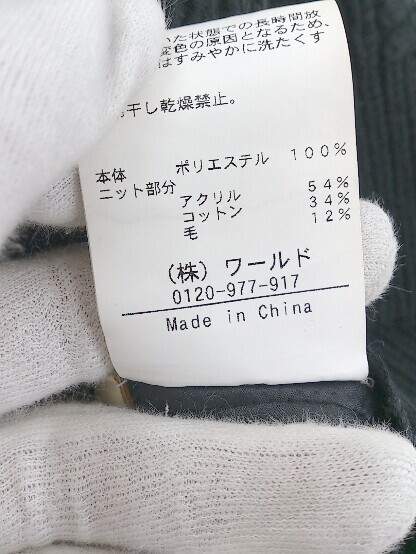 いた状態での長時間放
変色の原因となるため、
はすみやかに洗たくす
干し乾燥禁止。
本体 ポリエステル 100%
ニット部分
アクリル 54%
コットン 34%
毛 12%
(株) ワールド
0120-977-917
Made in China